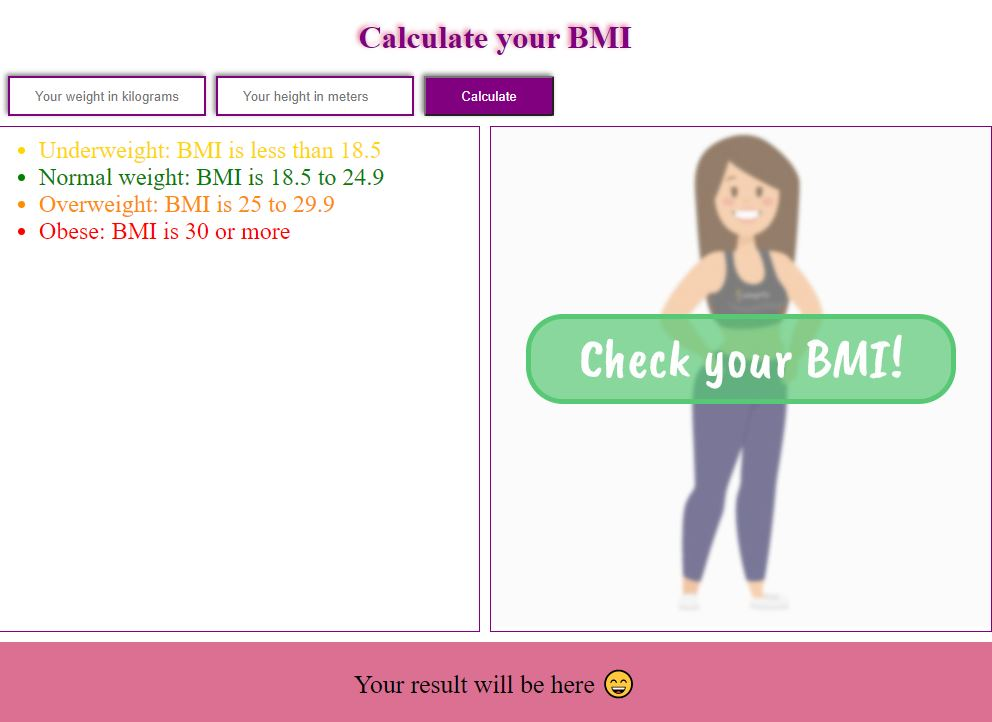 Calculate your BMI
Your weight in kilograms
Your height in meters
Calculate
Underweight: BMI is less than 18.5
Normal weight: BMI is 18.5 to 24.9
Overweight: BMI is 25 to 29.9
Obese: BMI is 30 or more
Check your BMI!
Your result will be here 😄